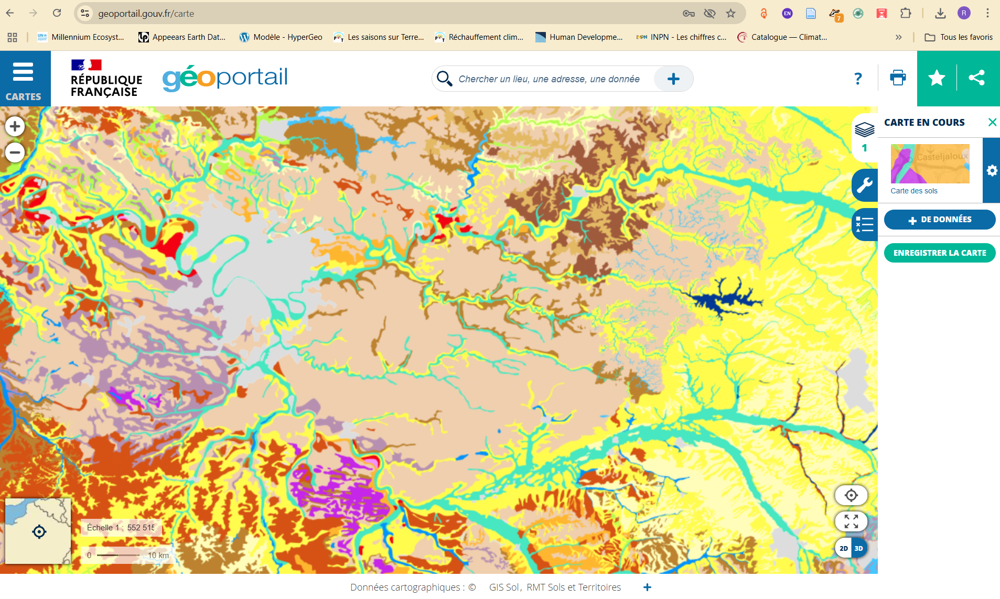 geoportail.gouv.fr/carte
EN
7
R
UN
Millennium Ecosyst...
Appeears Earth Dat...
Modèle - HyperGeo
Les saisons sur Terre...
Réchauffement clim...
Human Developme...
INPN - Les chiffres c...
Catalogue — Climat...
»
Tous les favoris
CARTES
RÉPUBLIQUE
FRANÇAISE
géoportail
Chercher un lieu, une adresse, une donnée
+
?
+
−
1
CARTE EN COURS
Casteljaloux
Carte des sols
+ DE DONNÉES
ENREGISTRER LA CARTE
Échelle 1 : 552 515
0 10 km
2D 3D
Données cartographiques : © GIS Sol, RMT Sols et Territoires +